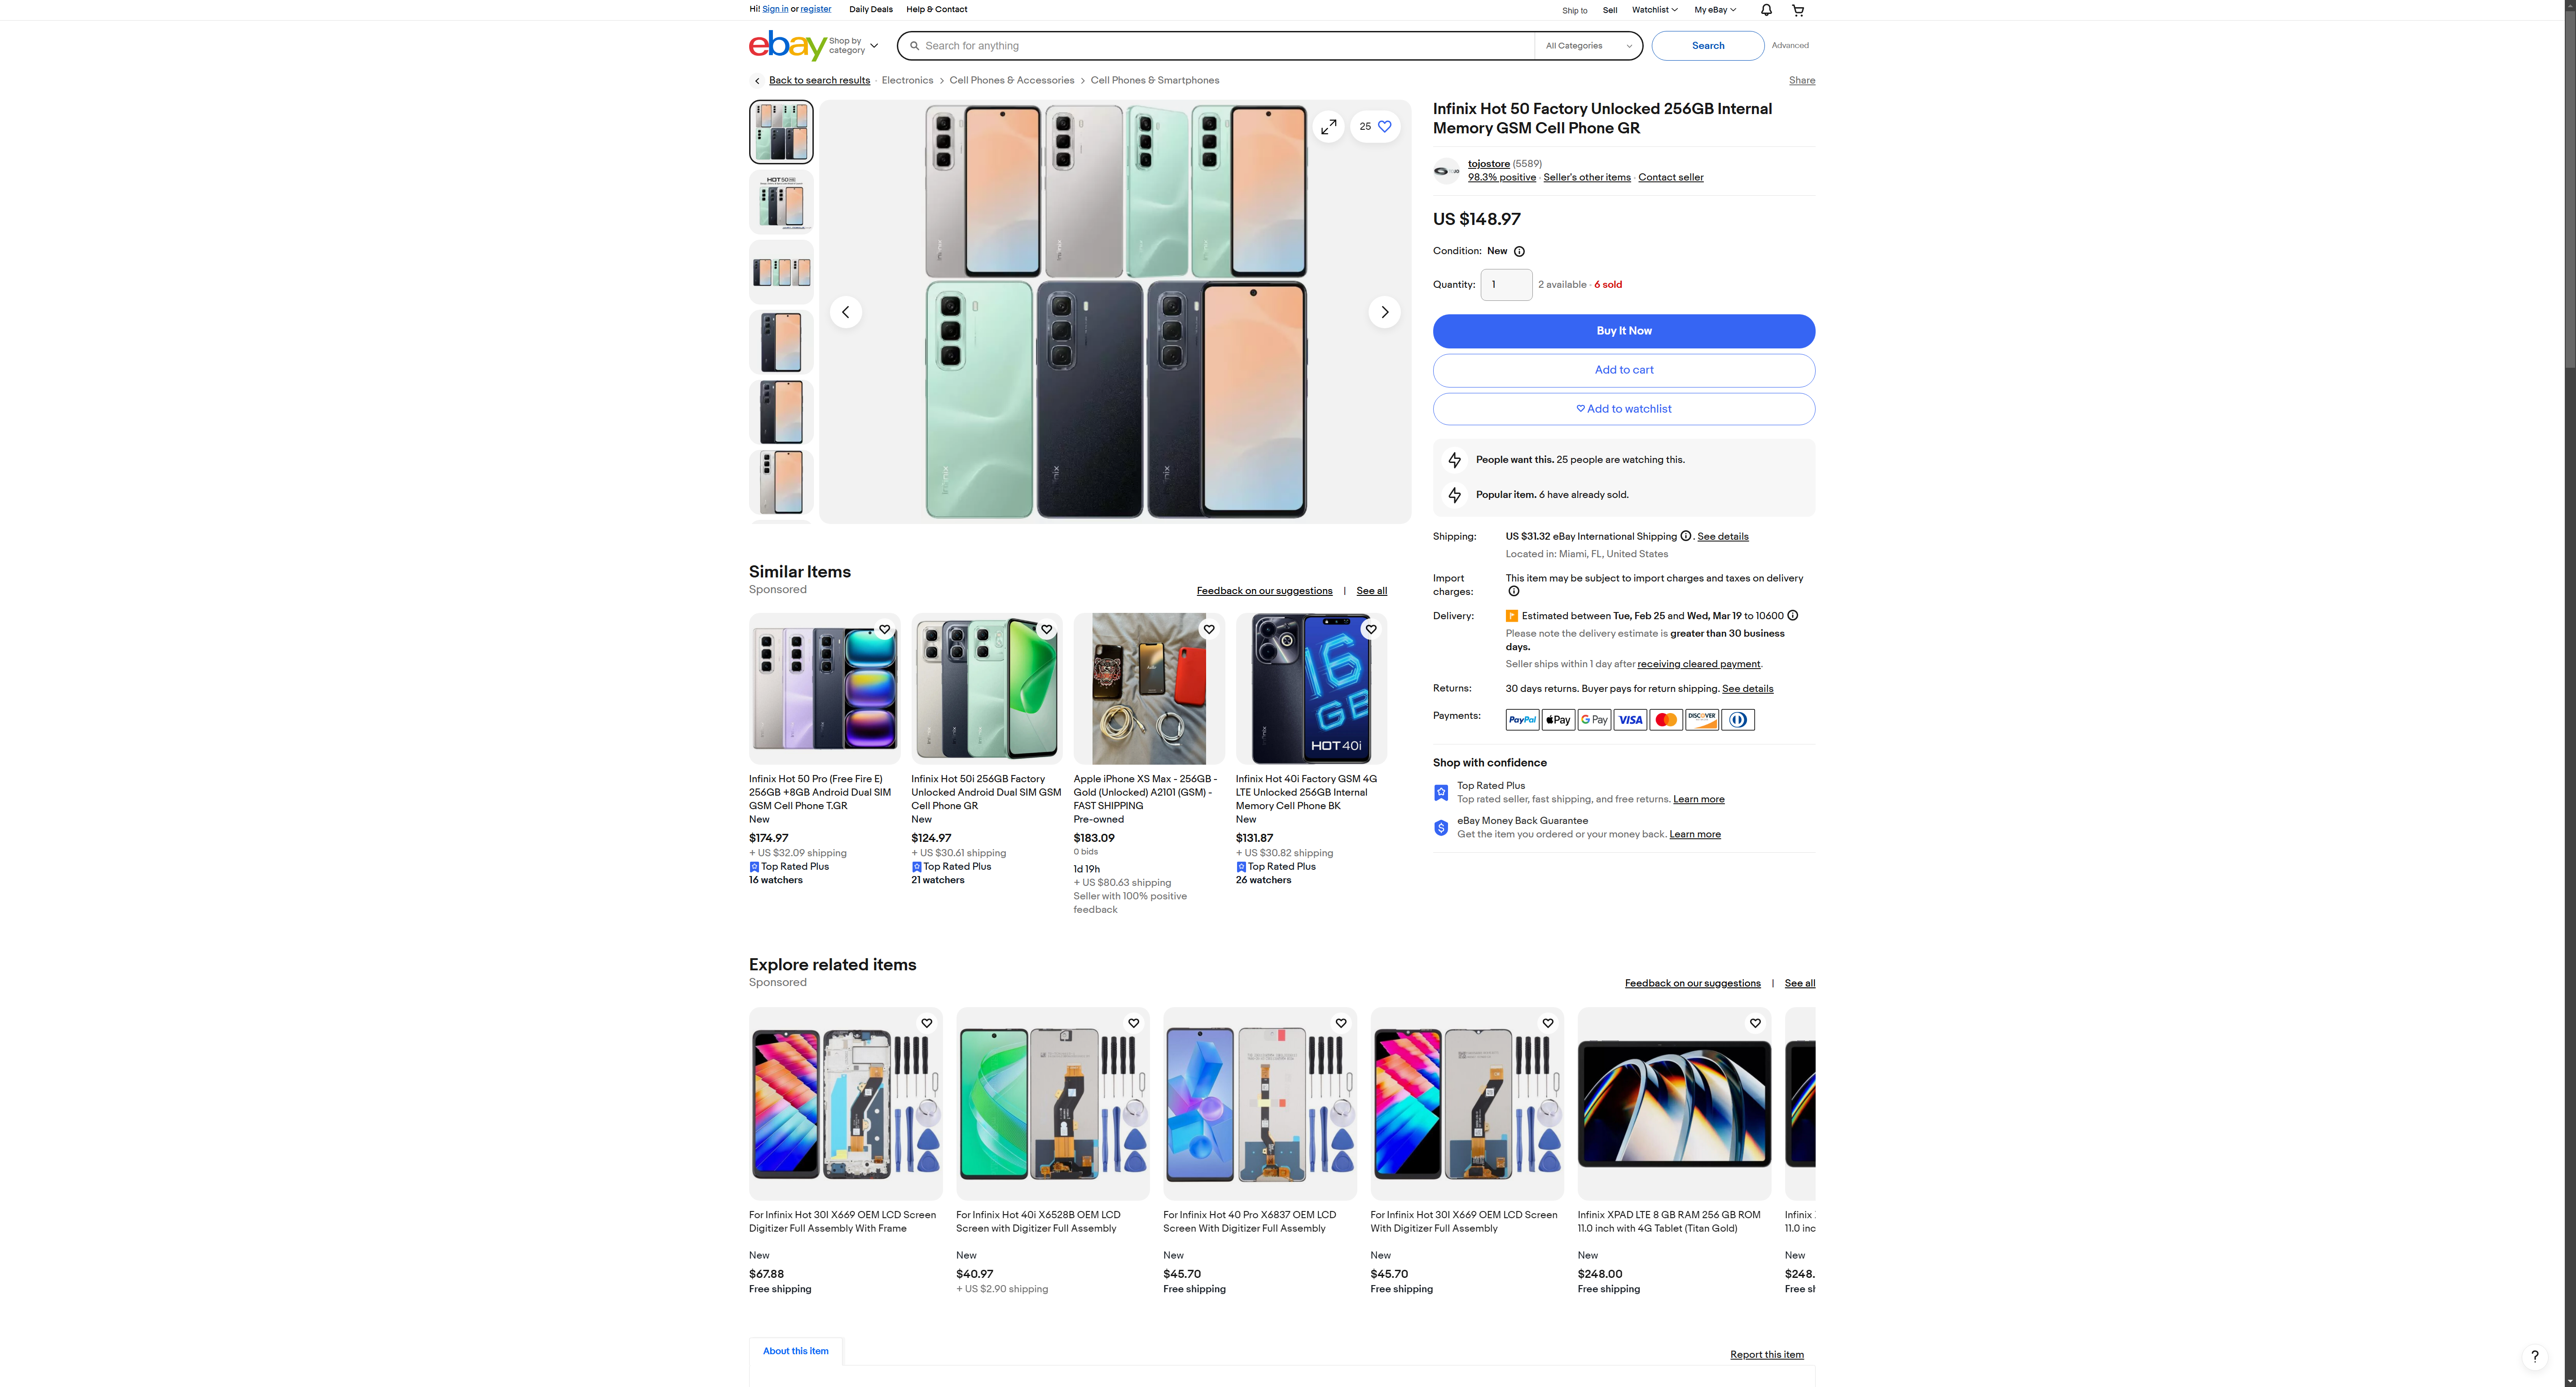 Hi! Sign in or register
Daily Deals
Help & Contact
Ship to
Sell
Watchlist
My eBay
ebay
Shop by
category
Search for anything
All Categories
Search
Advanced
Back to search results
Electronics
Cell Phones & Accessories
Cell Phones & Smartphones
Share
25
HOT 50
infinix
infinix
infinix
infinix
Infinix Hot 50 Factory Unlocked 256GB Internal
Memory GSM Cell Phone GR
tojostore (5589)
98.3% positive · Seller's other items · Contact seller
US $148.97
Condition: New
Quantity: 1 2 available · 6 sold
Buy It Now
Add to cart
Add to watchlist
People want this. 25 people are watching this.
Popular item. 6 have already sold.
Shipping: US $31.32 eBay International Shipping . See details
Located in: Miami, FL, United States
Import
charges:
This item may be subject to import charges and taxes on delivery
Delivery: Estimated between Tue, Feb 25 and Wed, Mar 19 to 10600
Please note the delivery estimate is greater than 30 business
days.
Seller ships within 1 day after receiving cleared payment.
Returns: 30 days returns. Buyer pays for return shipping. See details
Payments: PayPal Pay G Pay VISA DISCOVER
Shop with confidence
Top Rated Plus
Top rated seller, fast shipping, and free returns. Learn more
eBay Money Back Guarantee
Get the item you ordered or your money back. Learn more
Similar Items
Sponsored
Feedback on our suggestions | See all
16
GB
HOT 40i
Infinix Hot 50 Pro (Free Fire E)
256GB +8GB Android Dual SIM
GSM Cell Phone T.GR
New
$174.97
+ US $32.09 shipping
Top Rated Plus
16 watchers
Infinix Hot 50i 256GB Factory
Unlocked Android Dual SIM GSM
Cell Phone GR
New
$124.97
+ US $30.61 shipping
Top Rated Plus
21 watchers
Apple iPhone XS Max - 256GB -
Gold (Unlocked) A2101 (GSM) -
FAST SHIPPING
Pre-owned
$183.09
0 bids
1d 19h
+ US $80.63 shipping
Seller with 100% positive
feedback
Infinix Hot 40i Factory GSM 4G
LTE Unlocked 256GB Internal
Memory Cell Phone BK
New
$131.87
+ US $30.82 shipping
Top Rated Plus
26 watchers
Explore related items
Sponsored
Feedback on our suggestions | See all
For Infinix Hot 30I X669 OEM LCD Screen
Digitizer Full Assembly With Frame
New
$67.88
Free shipping
For Infinix Hot 40i X6528B OEM LCD
Screen with Digitizer Full Assembly
New
$40.97
+ US $2.90 shipping
For Infinix Hot 40 Pro X6837 OEM LCD
Screen With Digitizer Full Assembly
New
$45.70
Free shipping
For Infinix Hot 30I X669 OEM LCD Screen
With Digitizer Full Assembly
New
$45.70
Free shipping
Infinix XPAD LTE 8 GB RAM 256 GB ROM
11.0 inch with 4G Tablet (Titan Gold)
New
$248.00
Free shipping
Infinix
11.0 inc
New
$248.
Free sh
About this item
Report this item
?